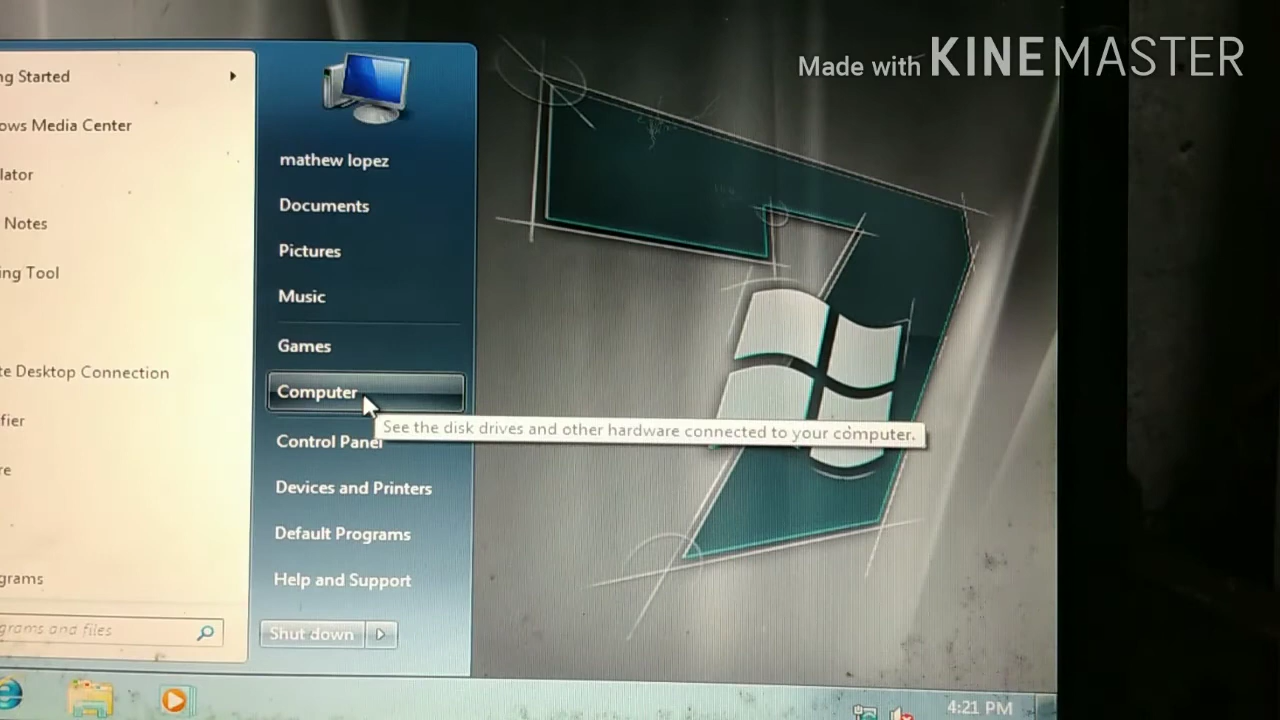 Made with KINEMASTER
ng Started
ows Media Center
lator
Notes
ing Tool
te Desktop Connection
fier
re
grams
grams and files
mathew lopez
Documents
Pictures
Music
Games
Computer
See the disk drives and other hardware connected to your computer.
Control Panel
Devices and Printers
Default Programs
Help and Support
Shut down
4:21 PM